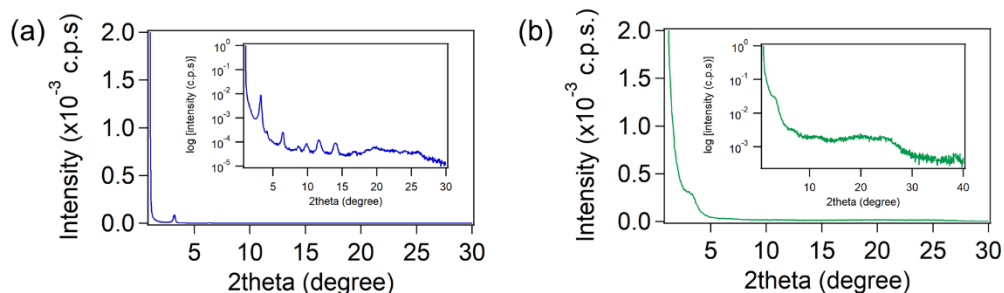 (a)
Intensity (x10⁻³ c.p.s.)
2.0
1.5
1.0
0.5
0.0
5 10 15 20 25 30
2theta (degree)
log [intensity (c.p.s)]
10⁰
10⁻¹
10⁻²
10⁻³
10⁻⁴
10⁻⁵
5 10 15 20 25 30
2theta (degree)
(b)
Intensity (x10⁻³ c.p.s.)
2.0
1.5
1.0
0.5
0.0
5 10 15 20 25 30
2theta (degree)
log [intensity (c.p.s)]
10⁰
10⁻¹
10⁻²
10⁻³
10 20 30 40
2theta (degree)